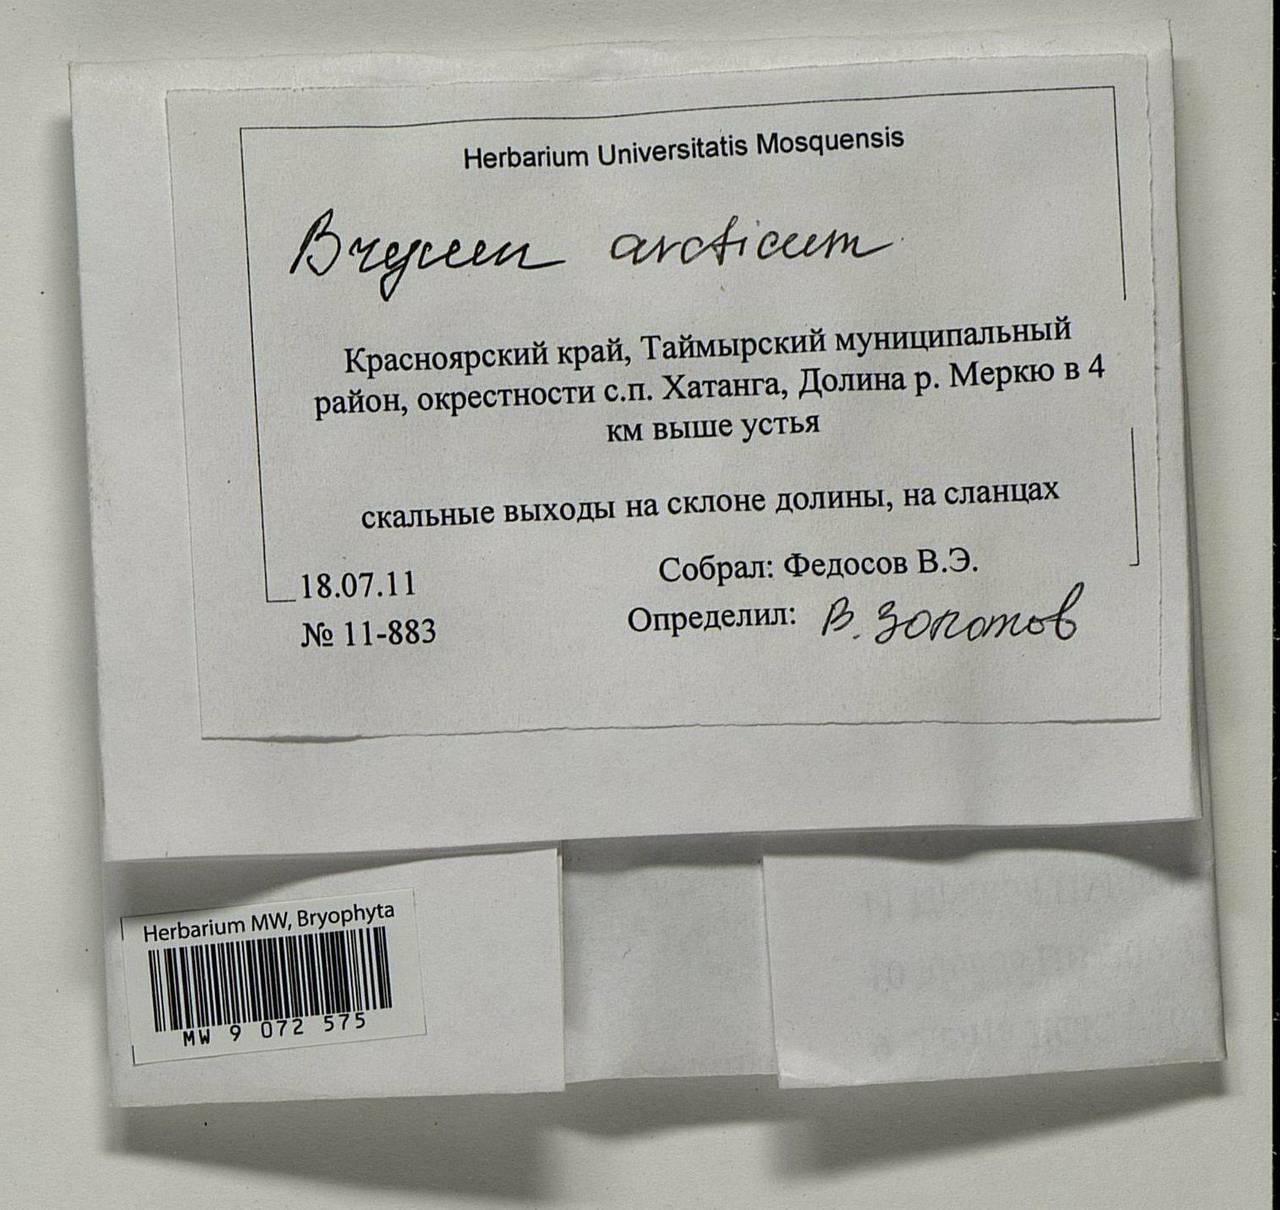 Herbarium Universitatis Mosquensis
Bryum arcticum
Красноярский край, Таймырский муниципальный
район, окрестности с.п. Хатанга, Долина р. Меркю в 4
км выше устья
скальные выходы на склоне долины, на сланцах
18.07.11
Собрал: Федосов В.Э.
№ 11-883
Определил: В. Золотов
Herbarium MW, Bryophyta
MW 9 072 575